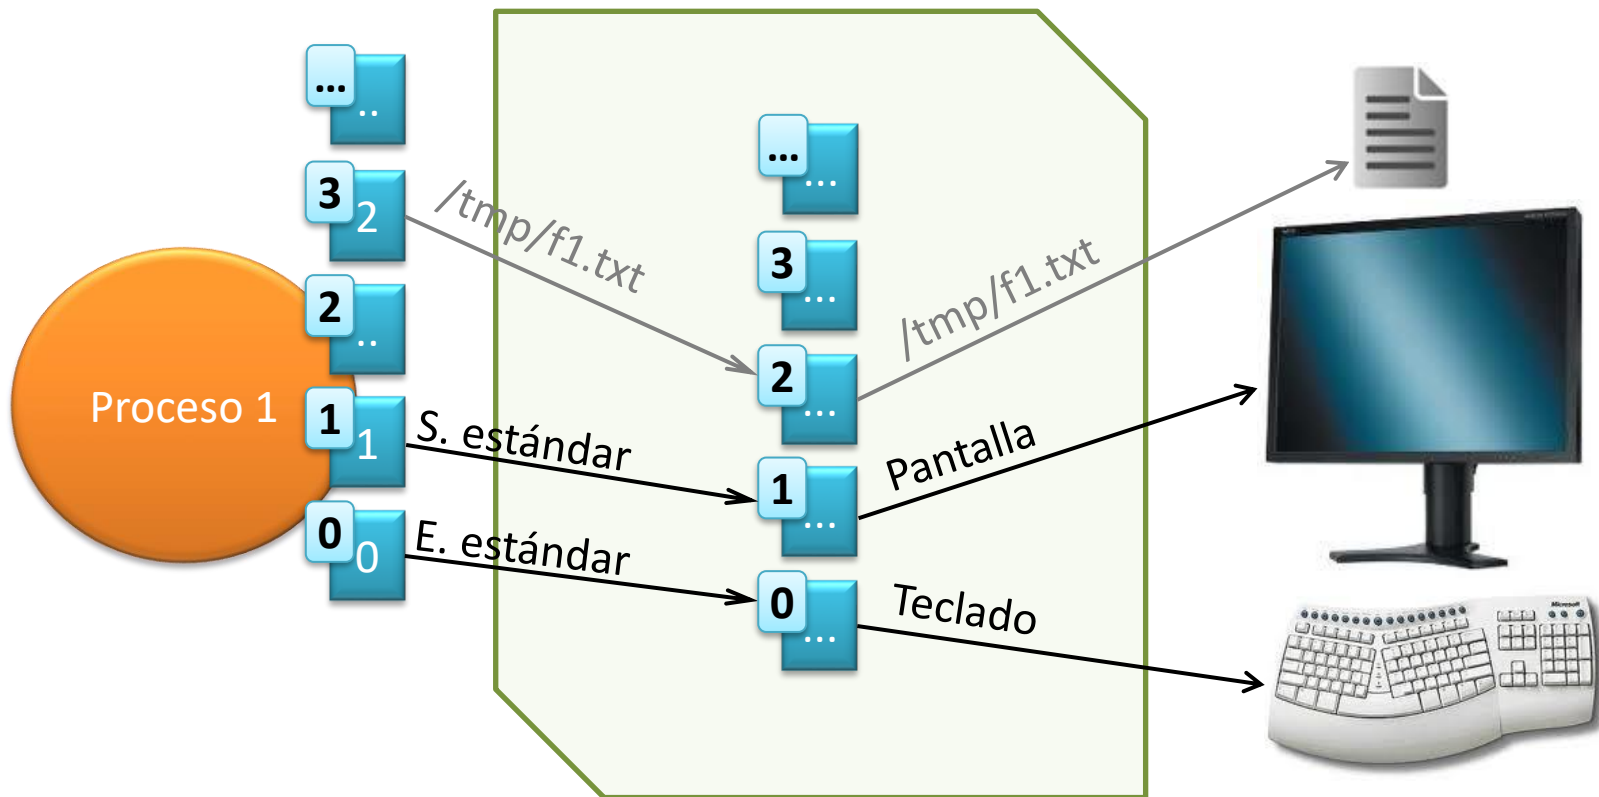 ...
..
3
2
2
..
1
1
0
0
Proceso 1
/tmp/f1.txt
S. estándar
E. estándar
...
...
3
...
2
...
1
...
0
...
/tmp/f1.txt
Pantalla
Teclado
Microsoft